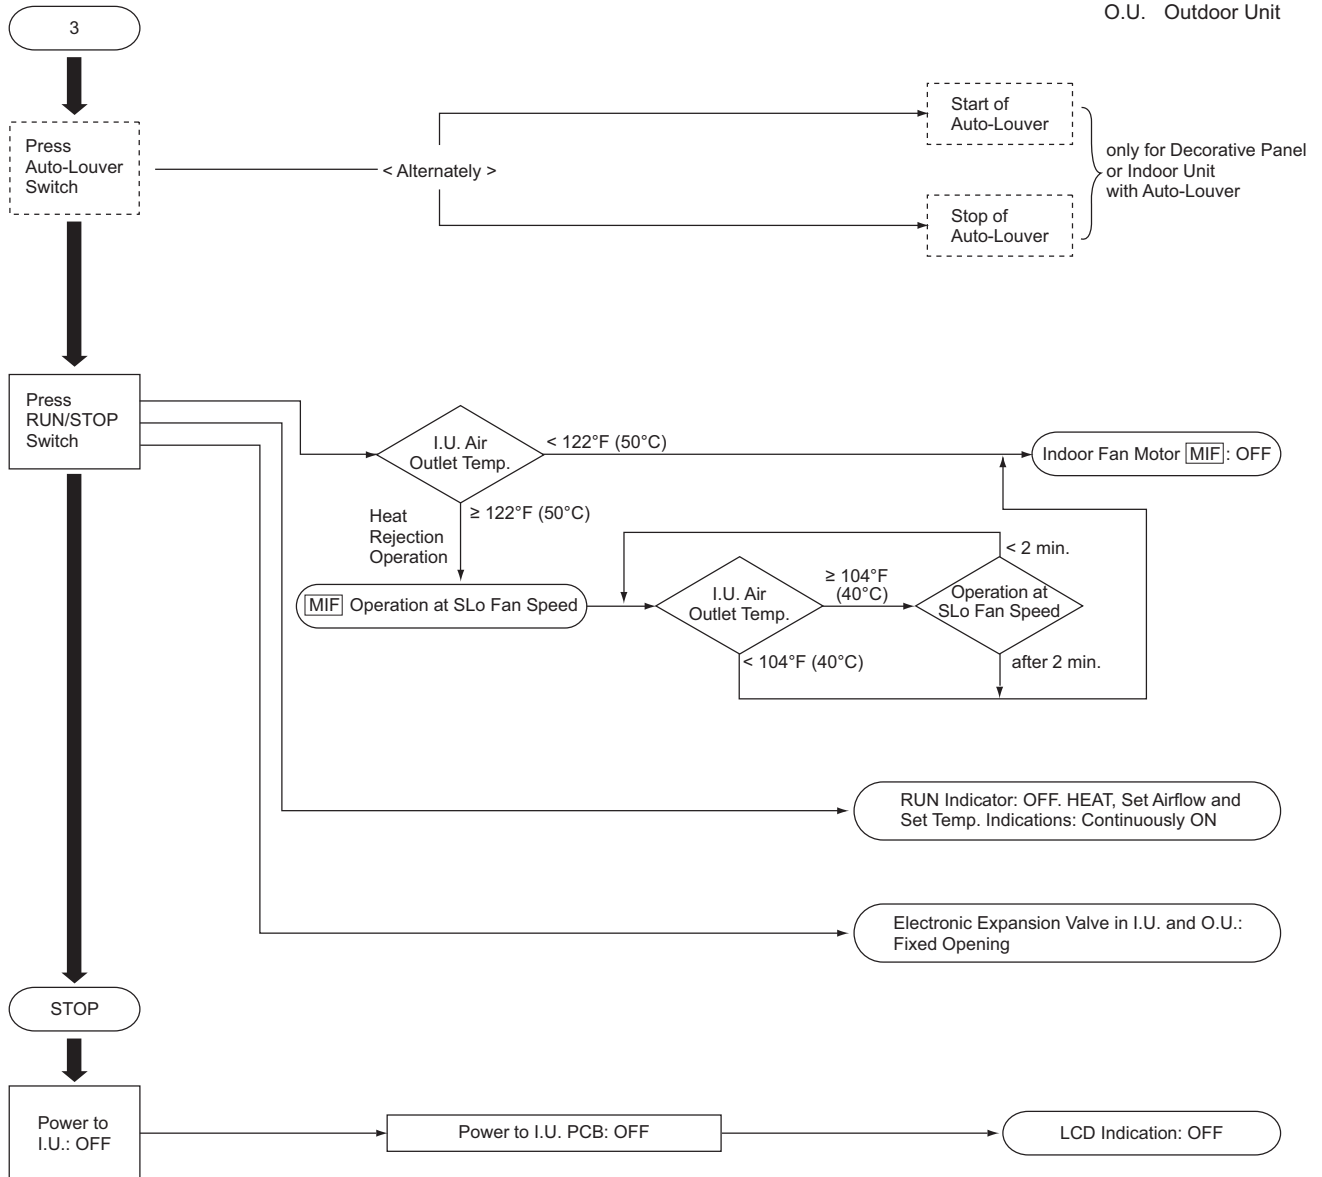 O.U. Outdoor Unit
3
Press
Auto-Louver
Switch
< Alternately >
Start of
Auto-Louver
Stop of
Auto-Louver
only for Decorative Panel
or Indoor Unit
with Auto-Louver
Press
RUN/STOP
Switch
I.U. Air
Outlet Temp.
< 122°F (50°C)
Indoor Fan Motor MIF: OFF
≥ 122°F (50°C)
Heat
Rejection
Operation
MIF Operation at SLo Fan Speed
I.U. Air
Outlet Temp.
≥ 104°F
(40°C)
< 2 min.
Operation at
SLo Fan Speed
< 104°F (40°C)
after 2 min.
RUN Indicator: OFF. HEAT, Set Airflow and
Set Temp. Indications: Continuously ON
Electronic Expansion Valve in I.U. and O.U.:
Fixed Opening
STOP
Power to
I.U.: OFF
Power to I.U. PCB: OFF
LCD Indication: OFF